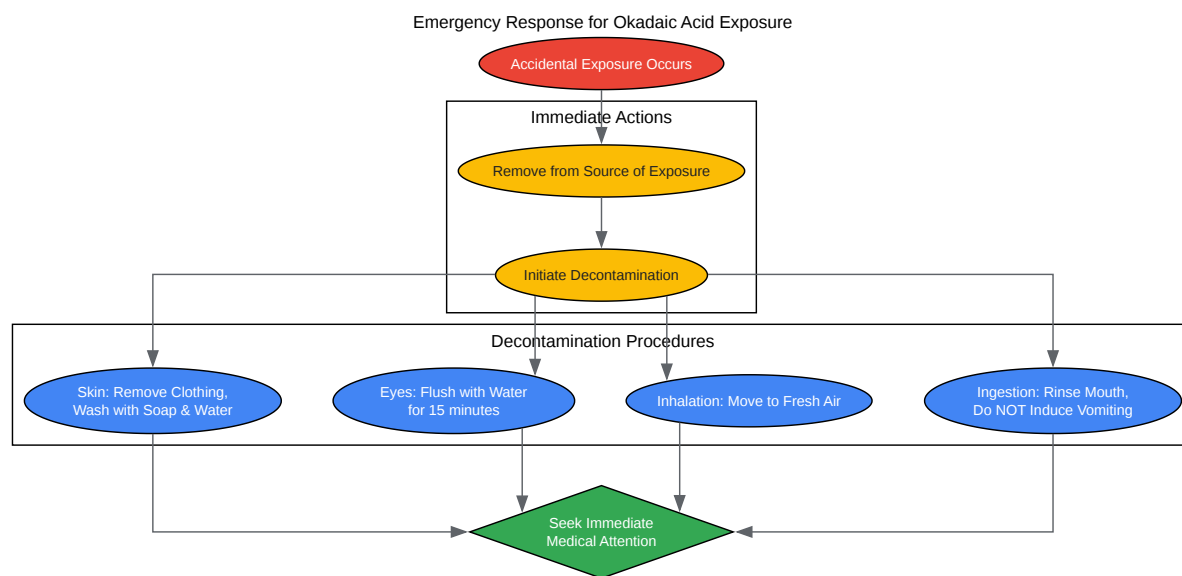 Emergency Response for Okadaic Acid Exposure
Accidental Exposure Occurs
Immediate Actions
Remove from Source of Exposure
Initiate Decontamination
Decontamination Procedures
Skin: Remove Clothing,
Wash with Soap & Water
Eyes: Flush with Water
for 15 minutes
Inhalation: Move to Fresh Air
Ingestion: Rinse Mouth,
Do NOT Induce Vomiting
Seek Immediate
Medical Attention